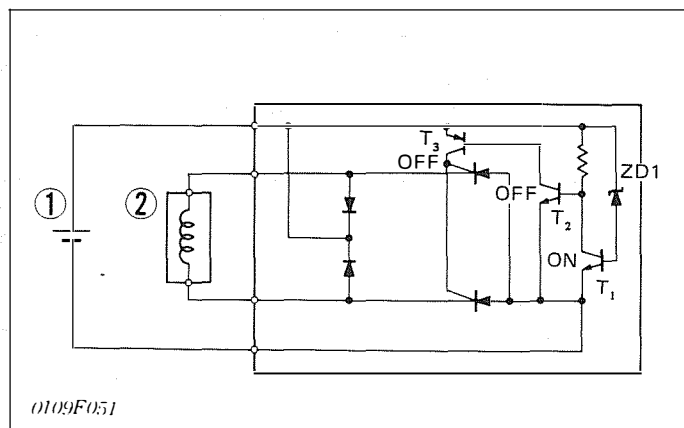 T₃
OFF
OFF
ZD1
①
②
T₂
ON
T₁
0109F051